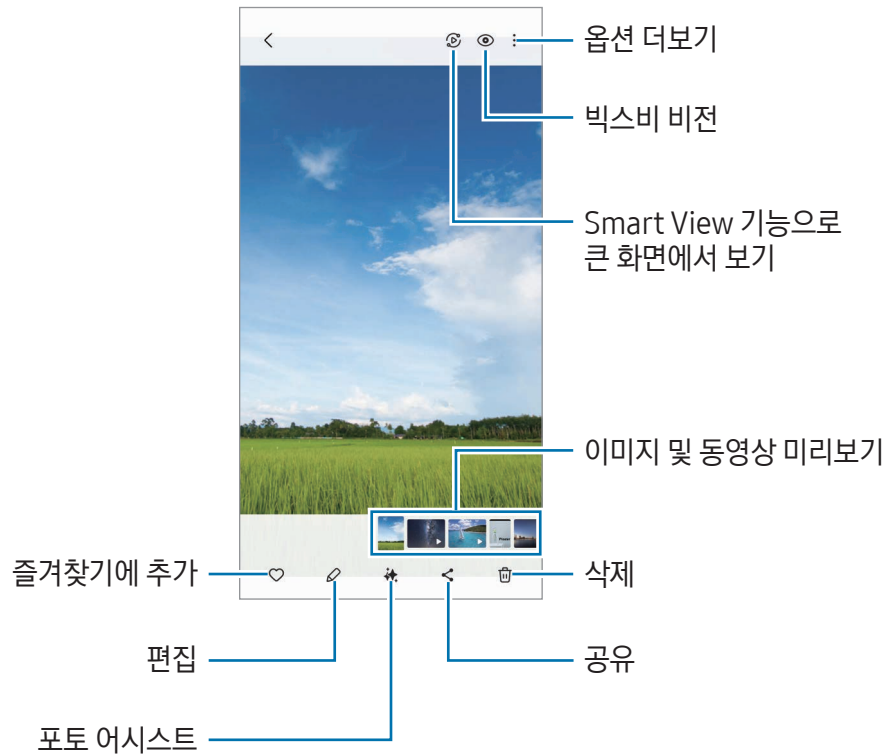 옵션 더보기
빅스비 비전
Smart View 기능으로
큰 화면에서 보기
이미지 및 동영상 미리보기
즐겨찾기에 추가
삭제
편집
공유
포토 어시스트